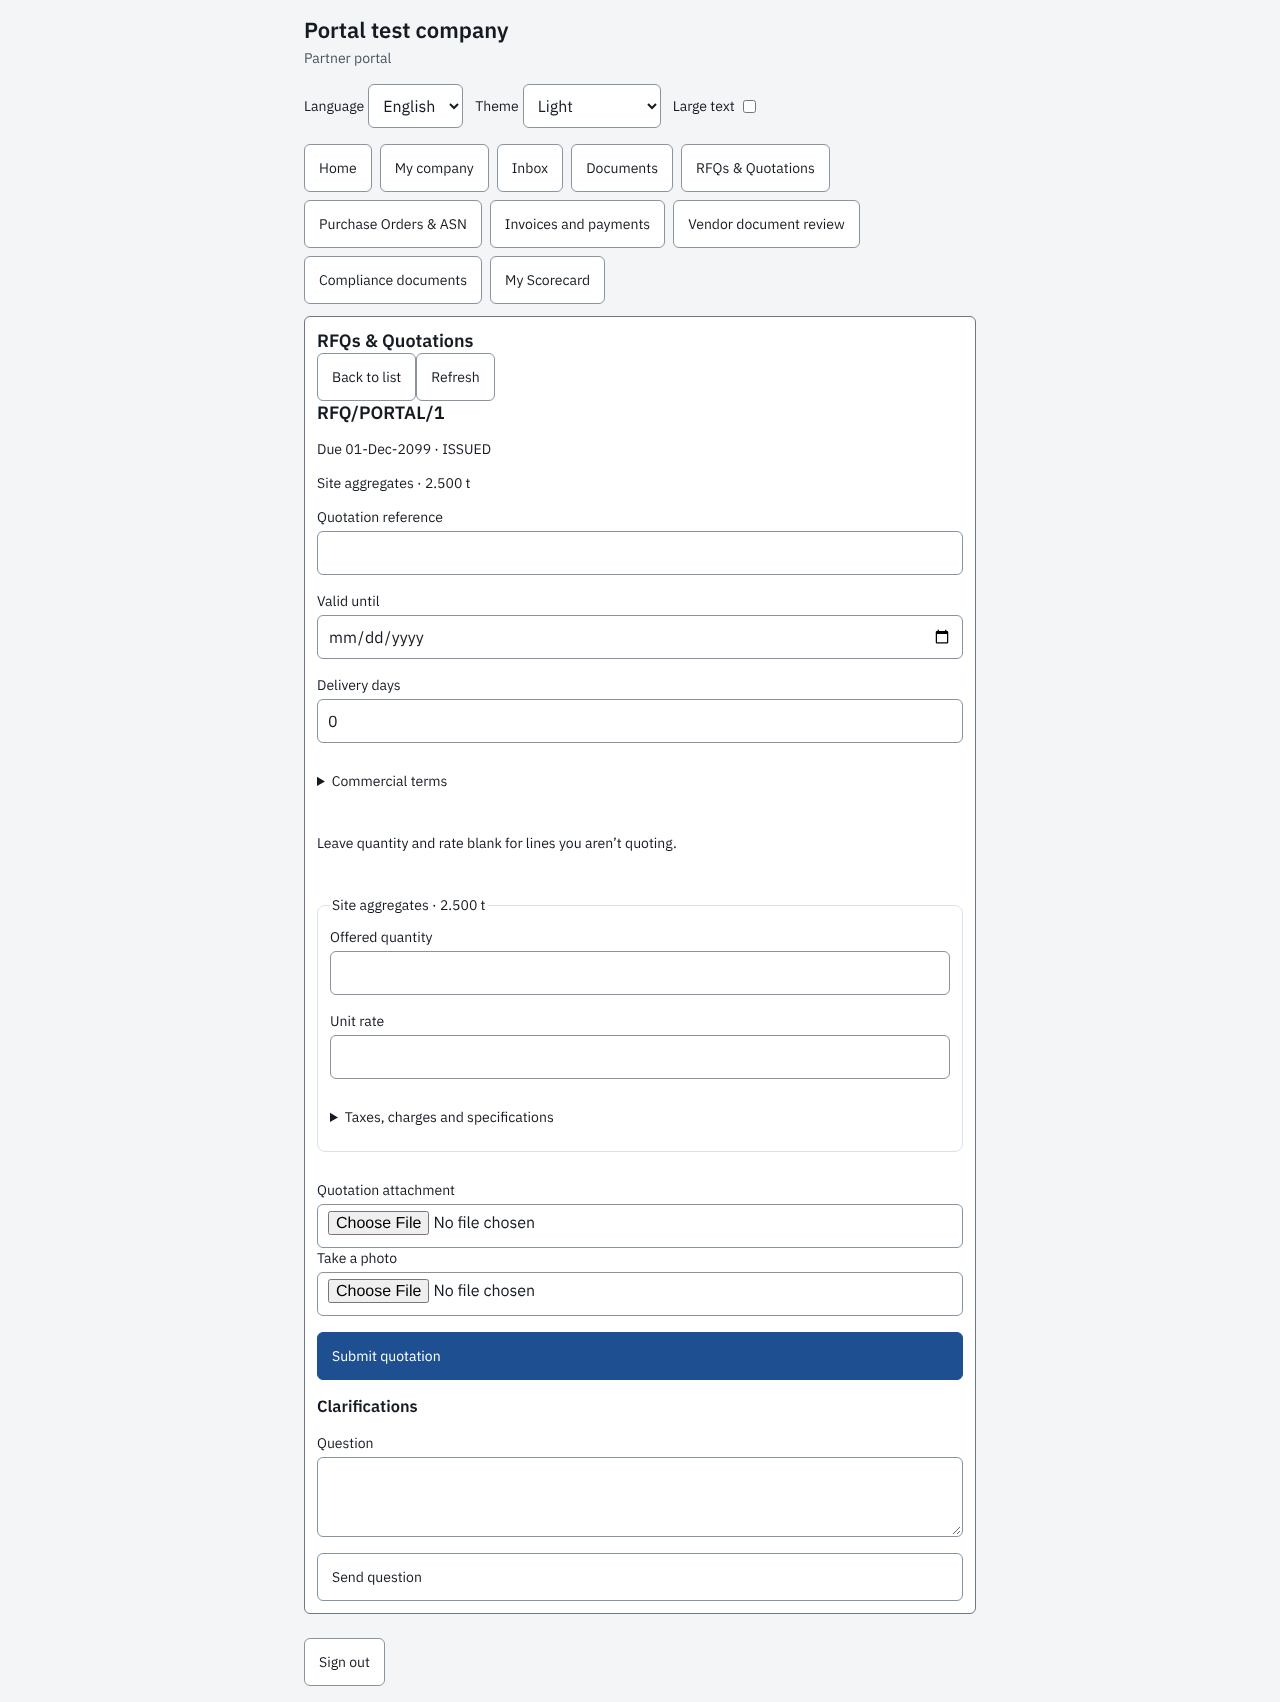 Portal test company
Partner portal
Language English Theme Light Large text
Home My company Inbox Documents RFQs & Quotations
Purchase Orders & ASN Invoices and payments Vendor document review
Compliance documents My Scorecard
RFQs & Quotations
Back to list Refresh
RFQ/PORTAL/1
Due 01-Dec-2099 · ISSUED
Site aggregates · 2.500 t
Quotation reference
Valid until
mm/dd/yyyy
Delivery days
0
Commercial terms
Leave quantity and rate blank for lines you aren’t quoting.
Site aggregates · 2.500 t
Offered quantity
Unit rate
Taxes, charges and specifications
Quotation attachment
Choose File No file chosen
Take a photo
Choose File No file chosen
Submit quotation
Clarifications
Question
Send question
Sign out